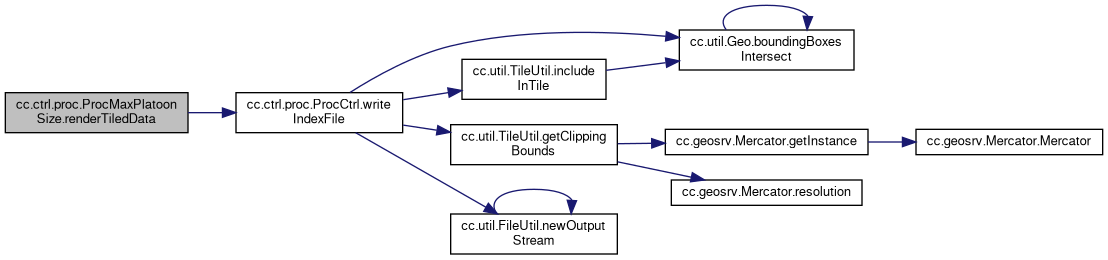 cc.ctrl.proc.ProcMaxPlatoon
Size.renderTiledData
cc.ctrl.proc.ProcCtrl.write
IndexFile
cc.util.Geo.boundingBoxes
Intersect
cc.util.TileUtil.include
InTile
cc.util.TileUtil.getClipping
Bounds
cc.geosrv.Mercator.getInstance
cc.geosrv.Mercator.Mercator
cc.geosrv.Mercator.resolution
cc.util.FileUtil.newOutput
Stream